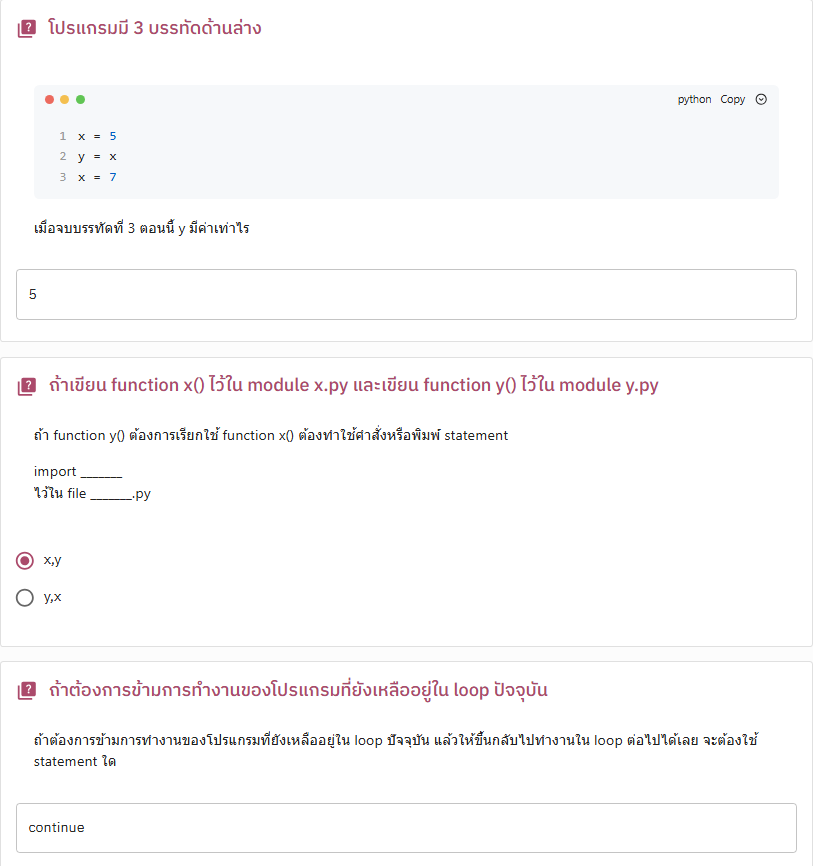 โปรแกรมมี 3 บรรทัดด้านล่าง
python Copy
1 x = 5
2 y = x
3 x = 7
เมื่อจบบรรทัดที่ 3 ตอนนี้ y มีค่าเท่าไร
5
ถ้าเขียน function x() ไว้ใน module x.py และเขียน function y() ไว้ใน module y.py
ถ้า function y() ต้องการเรียกใช้ function x() ต้องทำใช้คำสั่งหรือพิมพ์ statement
import _______
ไว้ใน file _______.py
x,y
y,x
ถ้าต้องการข้ามการทำงานของโปรแกรมที่ยังเหลืออยู่ใน loop ปัจจุบัน
ถ้าต้องการข้ามการทำงานของโปรแกรมที่ยังเหลืออยู่ใน loop ปัจจุบัน แล้วให้ขึ้นกลับไปทำงานใน loop ต่อไปได้เลย จะต้องใช้
statement ใด
continue